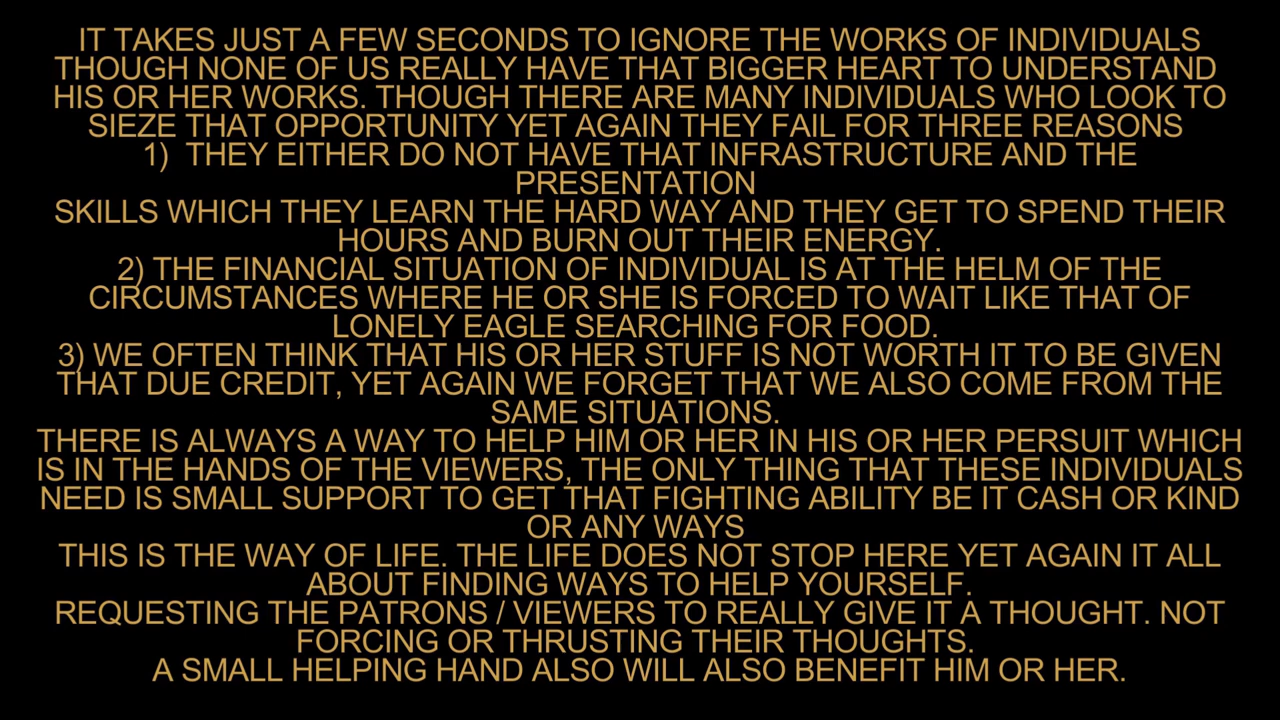 IT TAKES JUST A FEW SECONDS TO IGNORE THE WORKS OF INDIVIDUALS
THOUGH NONE OF US REALLY HAVE THAT BIGGER HEART TO UNDERSTAND
HIS OR HER WORKS. THOUGH THERE ARE MANY INDIVIDUALS WHO LOOK TO
SIEZE THAT OPPORTUNITY YET AGAIN THEY FAIL FOR THREE REASONS
1)  THEY EITHER DO NOT HAVE THAT INFRASTRUCTURE AND THE
PRESENTATION
SKILLS WHICH THEY LEARN THE HARD WAY AND THEY GET TO SPEND THEIR
HOURS AND BURN OUT THEIR ENERGY.
2) THE FINANCIAL SITUATION OF INDIVIDUAL IS AT THE HELM OF THE
CIRCUMSTANCES WHERE HE OR SHE IS FORCED TO WAIT LIKE THAT OF
LONELY EAGLE SEARCHING FOR FOOD.
3) WE OFTEN THINK THAT HIS OR HER STUFF IS NOT WORTH IT TO BE GIVEN
THAT DUE CREDIT, YET AGAIN WE FORGET THAT WE ALSO COME FROM THE
SAME SITUATIONS.
THERE IS ALWAYS A WAY TO HELP HIM OR HER IN HIS OR HER PERSUIT WHICH
IS IN THE HANDS OF THE VIEWERS, THE ONLY THING THAT THESE INDIVIDUALS
NEED IS SMALL SUPPORT TO GET THAT FIGHTING ABILITY BE IT CASH OR KIND
OR ANY WAYS
THIS IS THE WAY OF LIFE. THE LIFE DOES NOT STOP HERE YET AGAIN IT ALL
ABOUT FINDING WAYS TO HELP YOURSELF.
REQUESTING THE PATRONS / VIEWERS TO REALLY GIVE IT A THOUGHT. NOT
FORCING OR THRUSTING THEIR THOUGHTS.
A SMALL HELPING HAND ALSO WILL ALSO BENEFIT HIM OR HER.